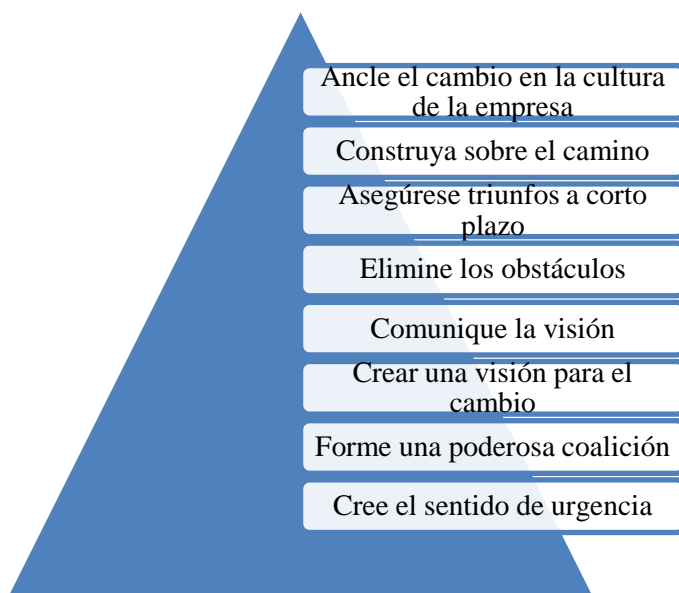 Ancle el cambio en la cultura
de la empresa
Construya sobre el camino
Asegúrese triunfos a corto
plazo
Elimine los obstáculos
Comunique la visión
Crear una visión para el
cambio
Forme una poderosa coalición
Cree el sentido de urgencia